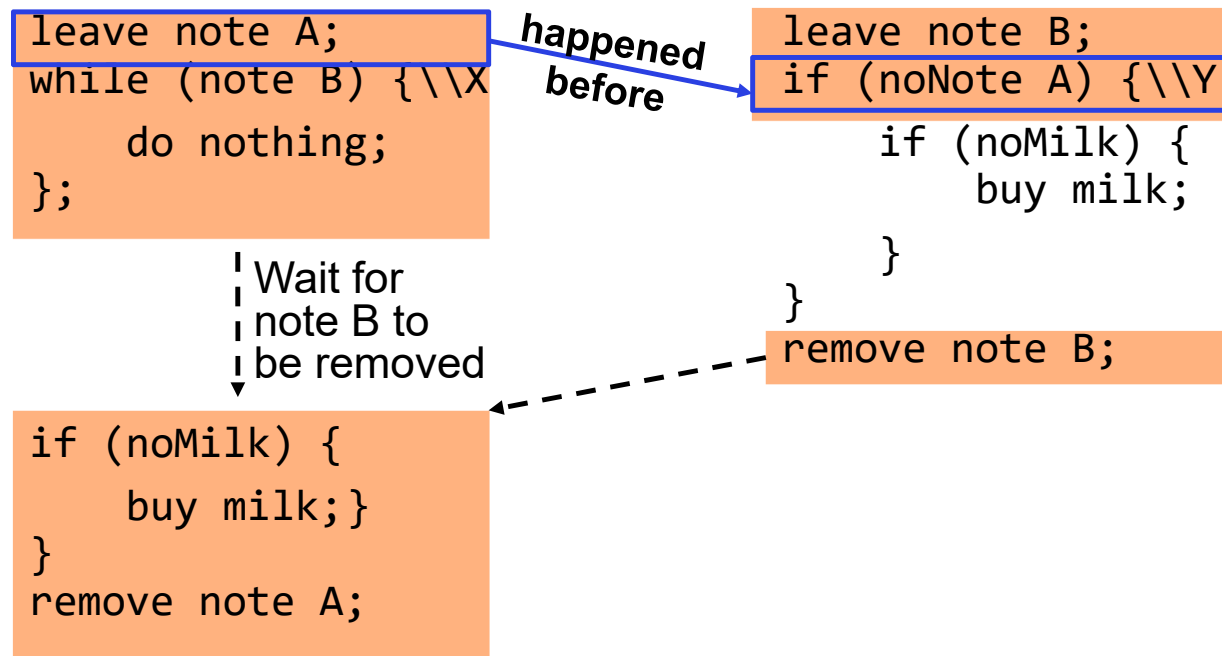 leave note A;
while (note B) {\\X
do nothing;
};
happened
before
leave note B;
if (noNote A) {\\Y
if (noMilk) {
buy milk;
}
}
remove note B;
Wait for
note B to
be removed
if (noMilk) {
buy milk;}
}
remove note A;